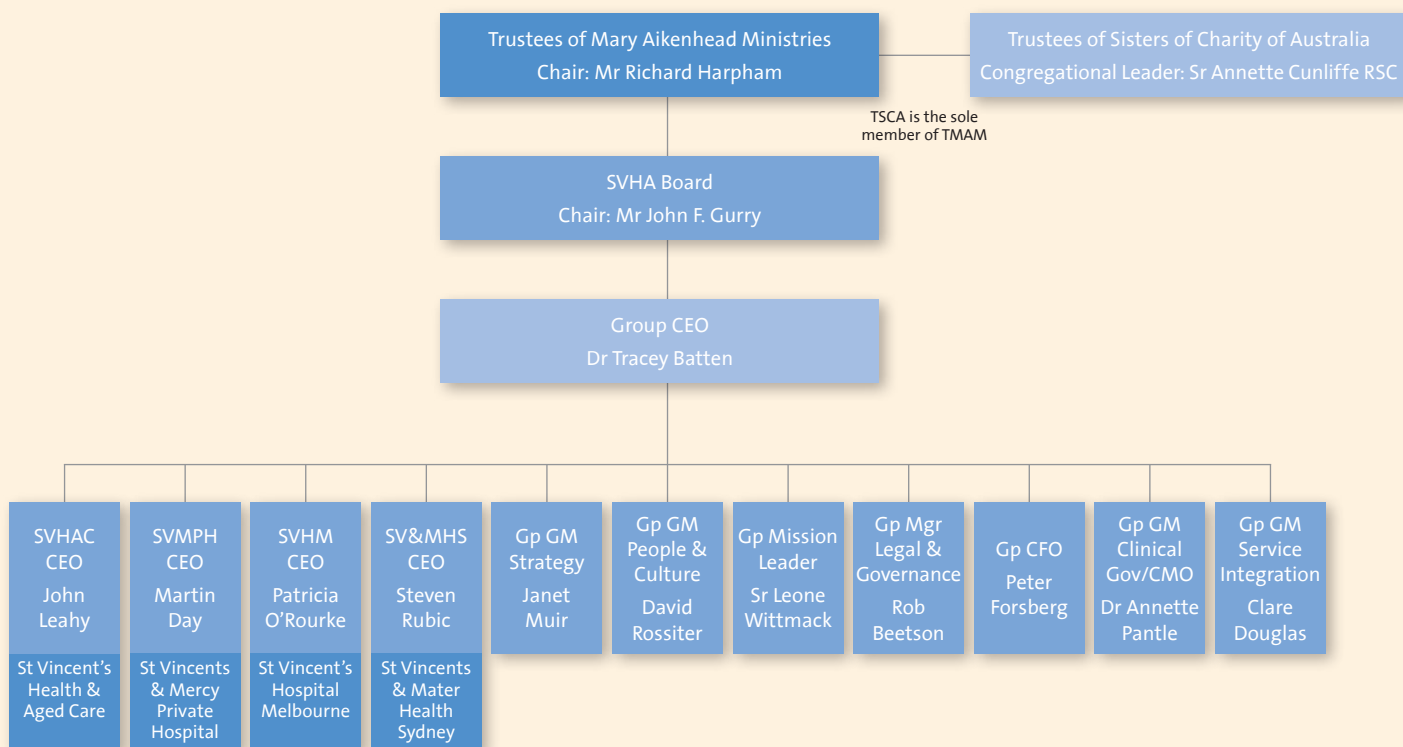 Trustees of Mary Aikenhead Ministries
Chair: Mr Richard Harpham
Trustees of Sisters of Charity of Australia
Congregational Leader: Sr Annette Cunliffe RSC
TSCA is the sole
member of TMAM
SVHA Board
Chair: Mr John F. Gurry
Group CEO
Dr Tracey Batten
SVHAC
CEO
John
Leahy
St Vincent's
Health &
Aged Care
SVMPH
CEO
Martin
Day
St Vincents
& Mercy
Private
Hospital
SVHM
CEO
Patricia
O'Rourke
St Vincent's
Hospital
Melbourne
SV&MHS
CEO
Steven
Rubic
St Vincents
& Mater
Health
Sydney
Gp GM
Strategy
Janet
Muir
Gp GM
People &
Culture
David
Rossiter
Gp Mission
Leader
Sr Leone
Wittmack
Gp Mgr
Legal &
Governance
Rob
Beetson
Gp CFO
Peter
Forsberg
Gp GM
Clinical
Gov/CMO
Dr Annette
Pantle
Gp GM
Service
Integration
Clare
Douglas